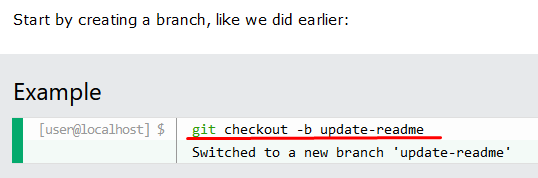 Start by creating a branch, like we did earlier:
Example
[user@localhost] $ git checkout -b update-readme
Switched to a new branch 'update-readme'